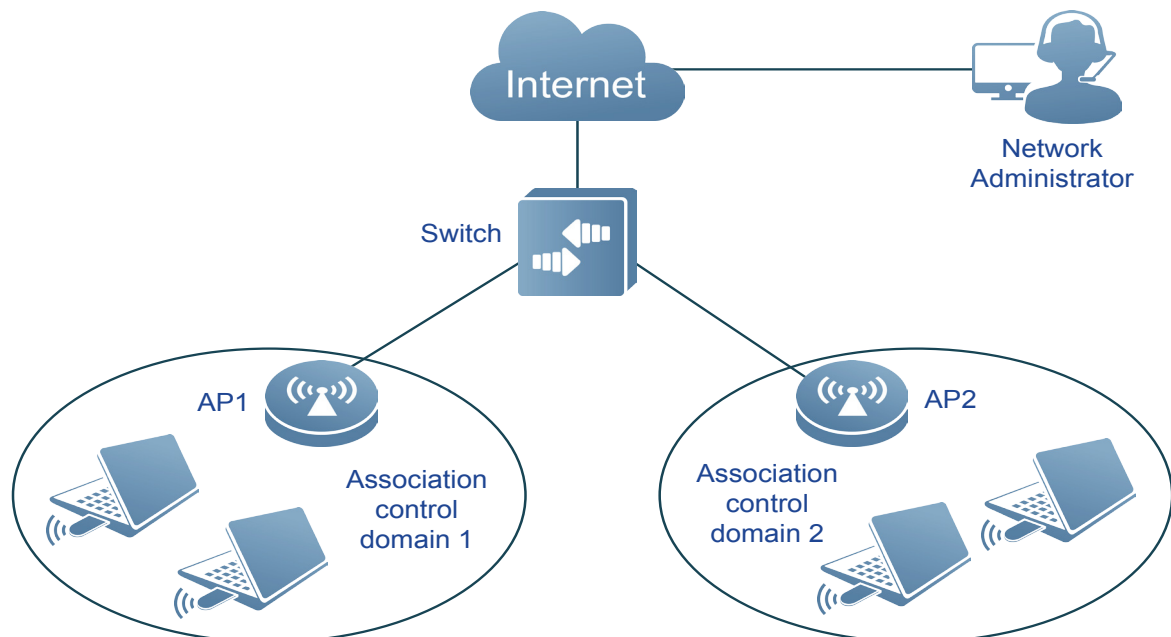 Internet
Network
Administrator
Switch
AP1
Association
control
domain 1
AP2
Association
control
domain 2